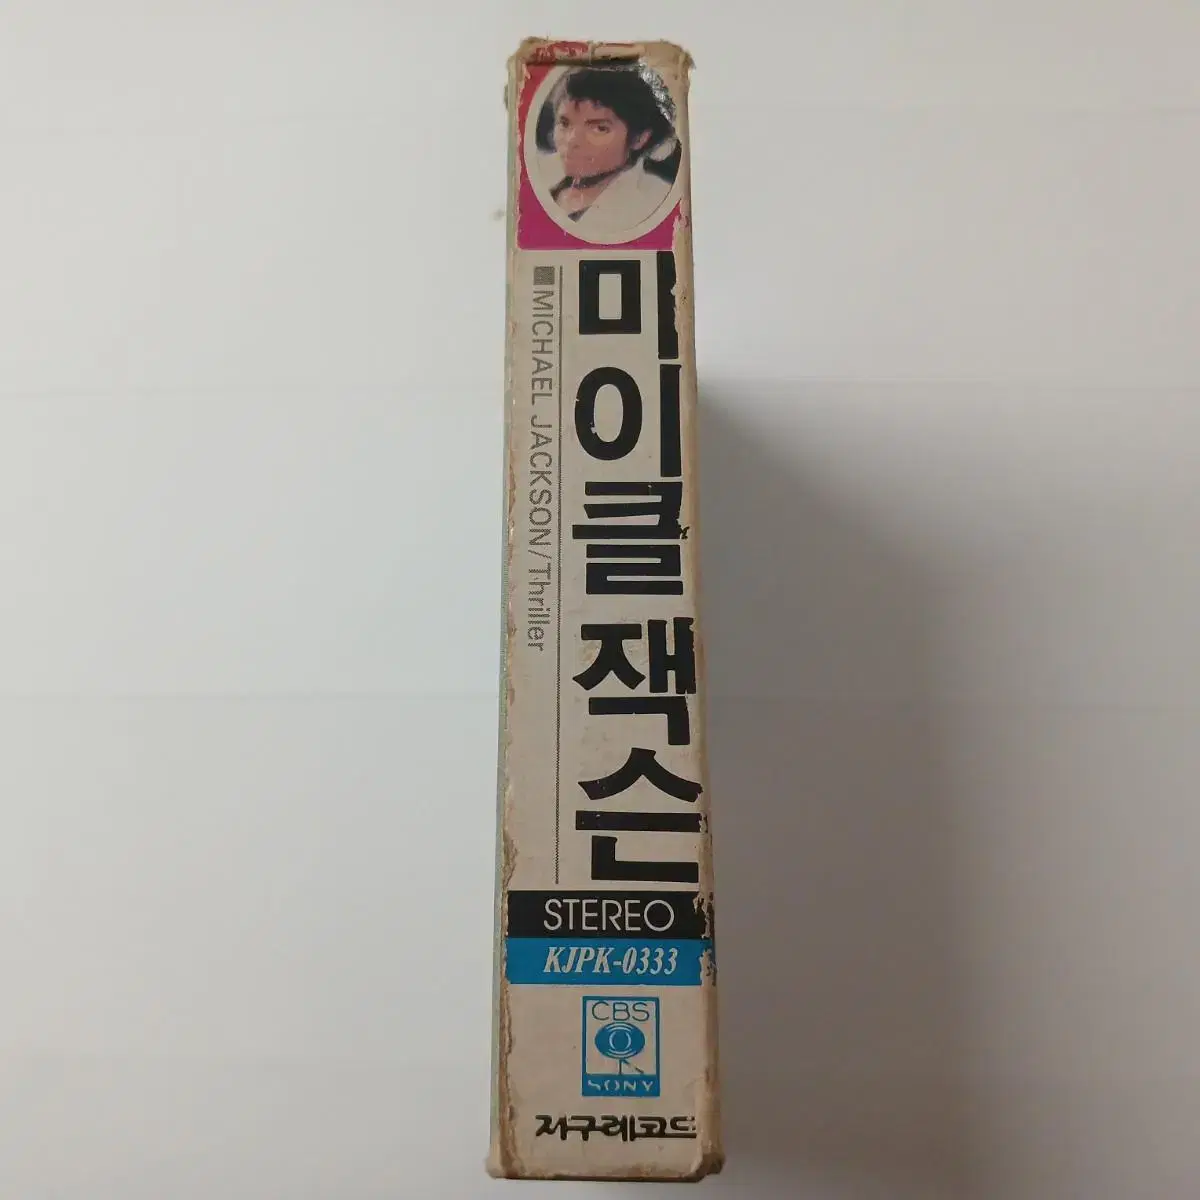 마이클 잭슨
■MICHAEL JACKSON/Thriller
STEREO
KJPK-0333
CBS
SONY
지구레코드